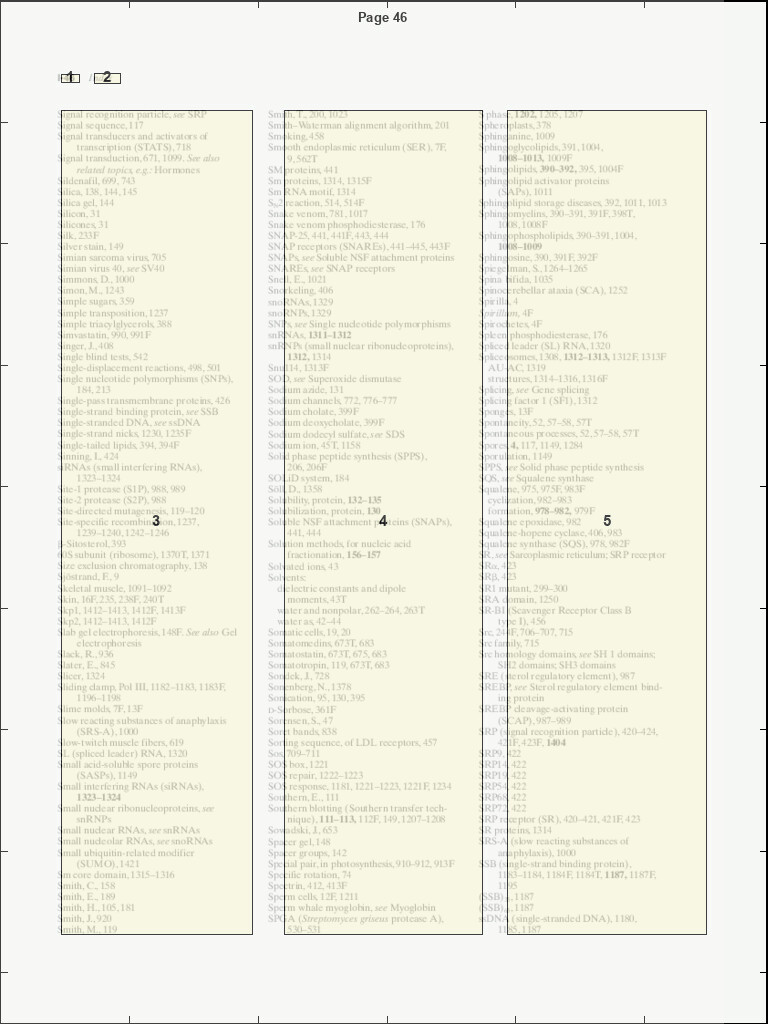 Page 46
1 2
Signal recognition particle, see SRP
Signal sequence, 117
Signal transducers and activators of
transcription (STATS), 718
Signal transduction, 671, 1099. See also
related topics, e.g.: Hormones
Sildenafil, 699, 743
Silica, 138, 144, 145
Silica gel, 144
Silicon, 31
Silicones, 31
Silk, 233F
Silver stain, 149
Simian sarcoma virus, 705
Simian virus 40, see SV40
Simmons, D., 1000
Simon, M., 1243
Simple sugars, 359
Simple transposition, 1237
Simple triacylglycerols, 388
Simvastatin, 990, 991F
Singer, J., 408
Single blind tests, 542
Single-displacement reactions, 498, 501
Single nucleotide polymorphisms (SNPs),
184, 213
Single-pass transmembrane proteins, 426
Single-strand binding protein, see SSB
Single-stranded DNA, see ssDNA
Single-strand nicks, 1230, 1235F
Single-tailed lipids, 394, 394F
Sinning, I., 424
siRNAs (small interfering RNAs),
1323–1324
Site-1 protease (S1P), 988, 989
Site-2 protease (S2P), 988
Site-directed mutagenesis, 119–120
Site-specific recombination, 1237,
1239–1240, 1242–1246
3
β-Sitosterol, 393
60S subunit (ribosome), 1370T, 1371
Size exclusion chromatography, 138
Sjöstrand, F., 9
Skeletal muscle, 1091–1092
Skin, 16F, 235, 238F, 240T
Skp1, 1412–1413, 1412F, 1413F
Skp2, 1412–1413, 1412F
Slab gel electrophoresis, 148F. See also Gel
electrophoresis
Slack, R., 936
Slater, E., 845
Slicer, 1324
Sliding clamp, Pol III, 1182–1183, 1183F,
1196–1198
Slime molds, 7F, 13F
Slow reacting substances of anaphylaxis
(SRS-A), 1000
Slow-twitch muscle fibers, 619
SL (spliced leader) RNA, 1320
Small acid-soluble spore proteins
(SASPs), 1149
Small interfering RNAs (siRNAs),
1323–1324
Small nuclear ribonucleoproteins, see
snRNPs
Small nuclear RNAs, see snRNAs
Small nucleolar RNAs, see snoRNAs
Small ubiquitin-related modifier
(SUMO), 1421
Sm core domain, 1315–1316
Smith, C., 158
Smith, E., 189
Smith, H., 105, 181
Smith, J., 920
Smith, M., 119
Smith, T., 200, 1023
Smith–Waterman alignment algorithm, 201
Smoking, 458
Smooth endoplasmic reticulum (SER), 7F,
9, 562T
SM proteins, 441
Sm proteins, 1314, 1315F
Sm RNA motif, 1314
SN2 reaction, 514, 514F
Snake venom, 781, 1017
Snake venom phosphodiesterase, 176
SNAP-25, 441, 441F, 443, 444
SNAP receptors (SNAREs), 441–445, 443F
SNAPs, see Soluble NSF attachment proteins
SNAREs, see SNAP receptors
Snell, E., 1021
Snorkeling, 406
snoRNAs, 1329
snoRNPs, 1329
SNPs, see Single nucleotide polymorphisms
snRNAs, 1311–1312
snRNPs (small nuclear ribonucleoproteins),
1312, 1314
Snu114, 1313F
SOD, see Superoxide dismutase
Sodium azide, 131
Sodium channels, 772, 776–777
Sodium cholate, 399F
Sodium deoxycholate, 399F
Sodium dodecyl sulfate, see SDS
Sodium ion, 45T, 1158
Solid phase peptide synthesis (SPPS),
206, 206F
SOLiD system, 184
Söll, D., 1358
Solubility, protein, 132–135
Solubilization, protein, 130
Soluble NSF attachment proteins (SNAPs),
441, 444
4
Solution methods, for nucleic acid
fractionation, 156–157
Solvated ions, 43
Solvents:
dielectric constants and dipole
moments, 43T
water and nonpolar, 262–264, 263T
water as, 42–44
Somatic cells, 19, 20
Somatomedins, 673T, 683
Somatostatin, 673T, 675, 683
Somatotropin, 119, 673T, 683
Sondek, J., 728
Sonenberg, N., 1378
Sonication, 95, 130, 395
D-Sorbose, 361F
Sorensen, S., 47
Soret bands, 838
Sorting sequence, of LDL receptors, 457
Sos, 709–711
SOS box, 1221
SOS repair, 1222–1223
SOS response, 1181, 1221–1223, 1221F, 1234
Southern, E., 111
Southern blotting (Southern transfer tech-
nique), 111–113, 112F, 149, 1207–1208
Sowadski, J., 653
Spacer gel, 148
Spacer groups, 142
Special pair, in photosynthesis, 910–912, 913F
Specific rotation, 74
Spectrin, 412, 413F
Sperm cells, 12F, 1211
Sperm whale myoglobin, see Myoglobin
SPGA (Streptomyces griseus protease A),
530–531
S phase, 1202, 1205, 1207
Spheroplasts, 378
Sphinganine, 1009
Sphingoglycolipids, 391, 1004,
1008–1013, 1009F
Sphingolipids, 390–392, 395, 1004F
Sphingolipid activator proteins
(SAPs), 1011
Sphingolipid storage diseases, 392, 1011, 1013
Sphingomyelins, 390–391, 391F, 398T,
1008, 1008F
Sphingophospholipids, 390–391, 1004,
1008–1009
Sphingosine, 390, 391F, 392F
Spiegelman, S., 1264–1265
Spina bifida, 1035
Spinocerebellar ataxia (SCA), 1252
Spirilla, 4
Spirillum, 4F
Spirochetes, 4F
Spleen phosphodiesterase, 176
Spliced leader (SL) RNA, 1320
Spliceosomes, 1308, 1312–1313, 1312F, 1313F
AU-AC, 1319
structures, 1314–1316, 1316F
Splicing, see Gene splicing
Splicing factor 1 (SF1), 1312
Sponges, 13F
Spontaneity, 52, 57–58, 57T
Spontaneous processes, 52, 57–58, 57T
Spores, 4, 117, 1149, 1284
Sporulation, 1149
SPPS, see Solid phase peptide synthesis
SQS, see Squalene synthase
Squalene, 975, 975F, 983F
cyclization, 982–983
formation, 978–982, 979F
5
Squalene epoxidase, 982
Squalene-hopene cyclase, 406, 983
Squalene synthase (SQS), 978, 982F
SR, see Sarcoplasmic reticulum; SRP receptor
SRα, 423
SRβ, 423
SR1 mutant, 299–300
SRA domain, 1250
SR-BI (Scavenger Receptor Class B
type I), 456
Src, 244F, 706–707, 715
Src family, 715
Src homology domains, see SH 1 domains;
SH2 domains; SH3 domains
SRE (sterol regulatory element), 987
SREBP, see Sterol regulatory element bind-
ing protein
SREBP cleavage-activating protein
(SCAP), 987–989
SRP (signal recognition particle), 420–424,
421F, 423F, 1404
SRP9, 422
SRP14, 422
SRP19, 422
SRP54, 422
SRP68, 422
SRP72, 422
SRP receptor (SR), 420–421, 421F, 423
SR proteins, 1314
SRS-A (slow reacting substances of
anaphylaxis), 1000
SSB (single-strand binding protein),
1183–1184, 1184F, 1184T, 1187, 1187F,
1195
(SSB), 1187
(SSB), 1187
ssDNA (single-stranded DNA), 1180,
1185, 1187